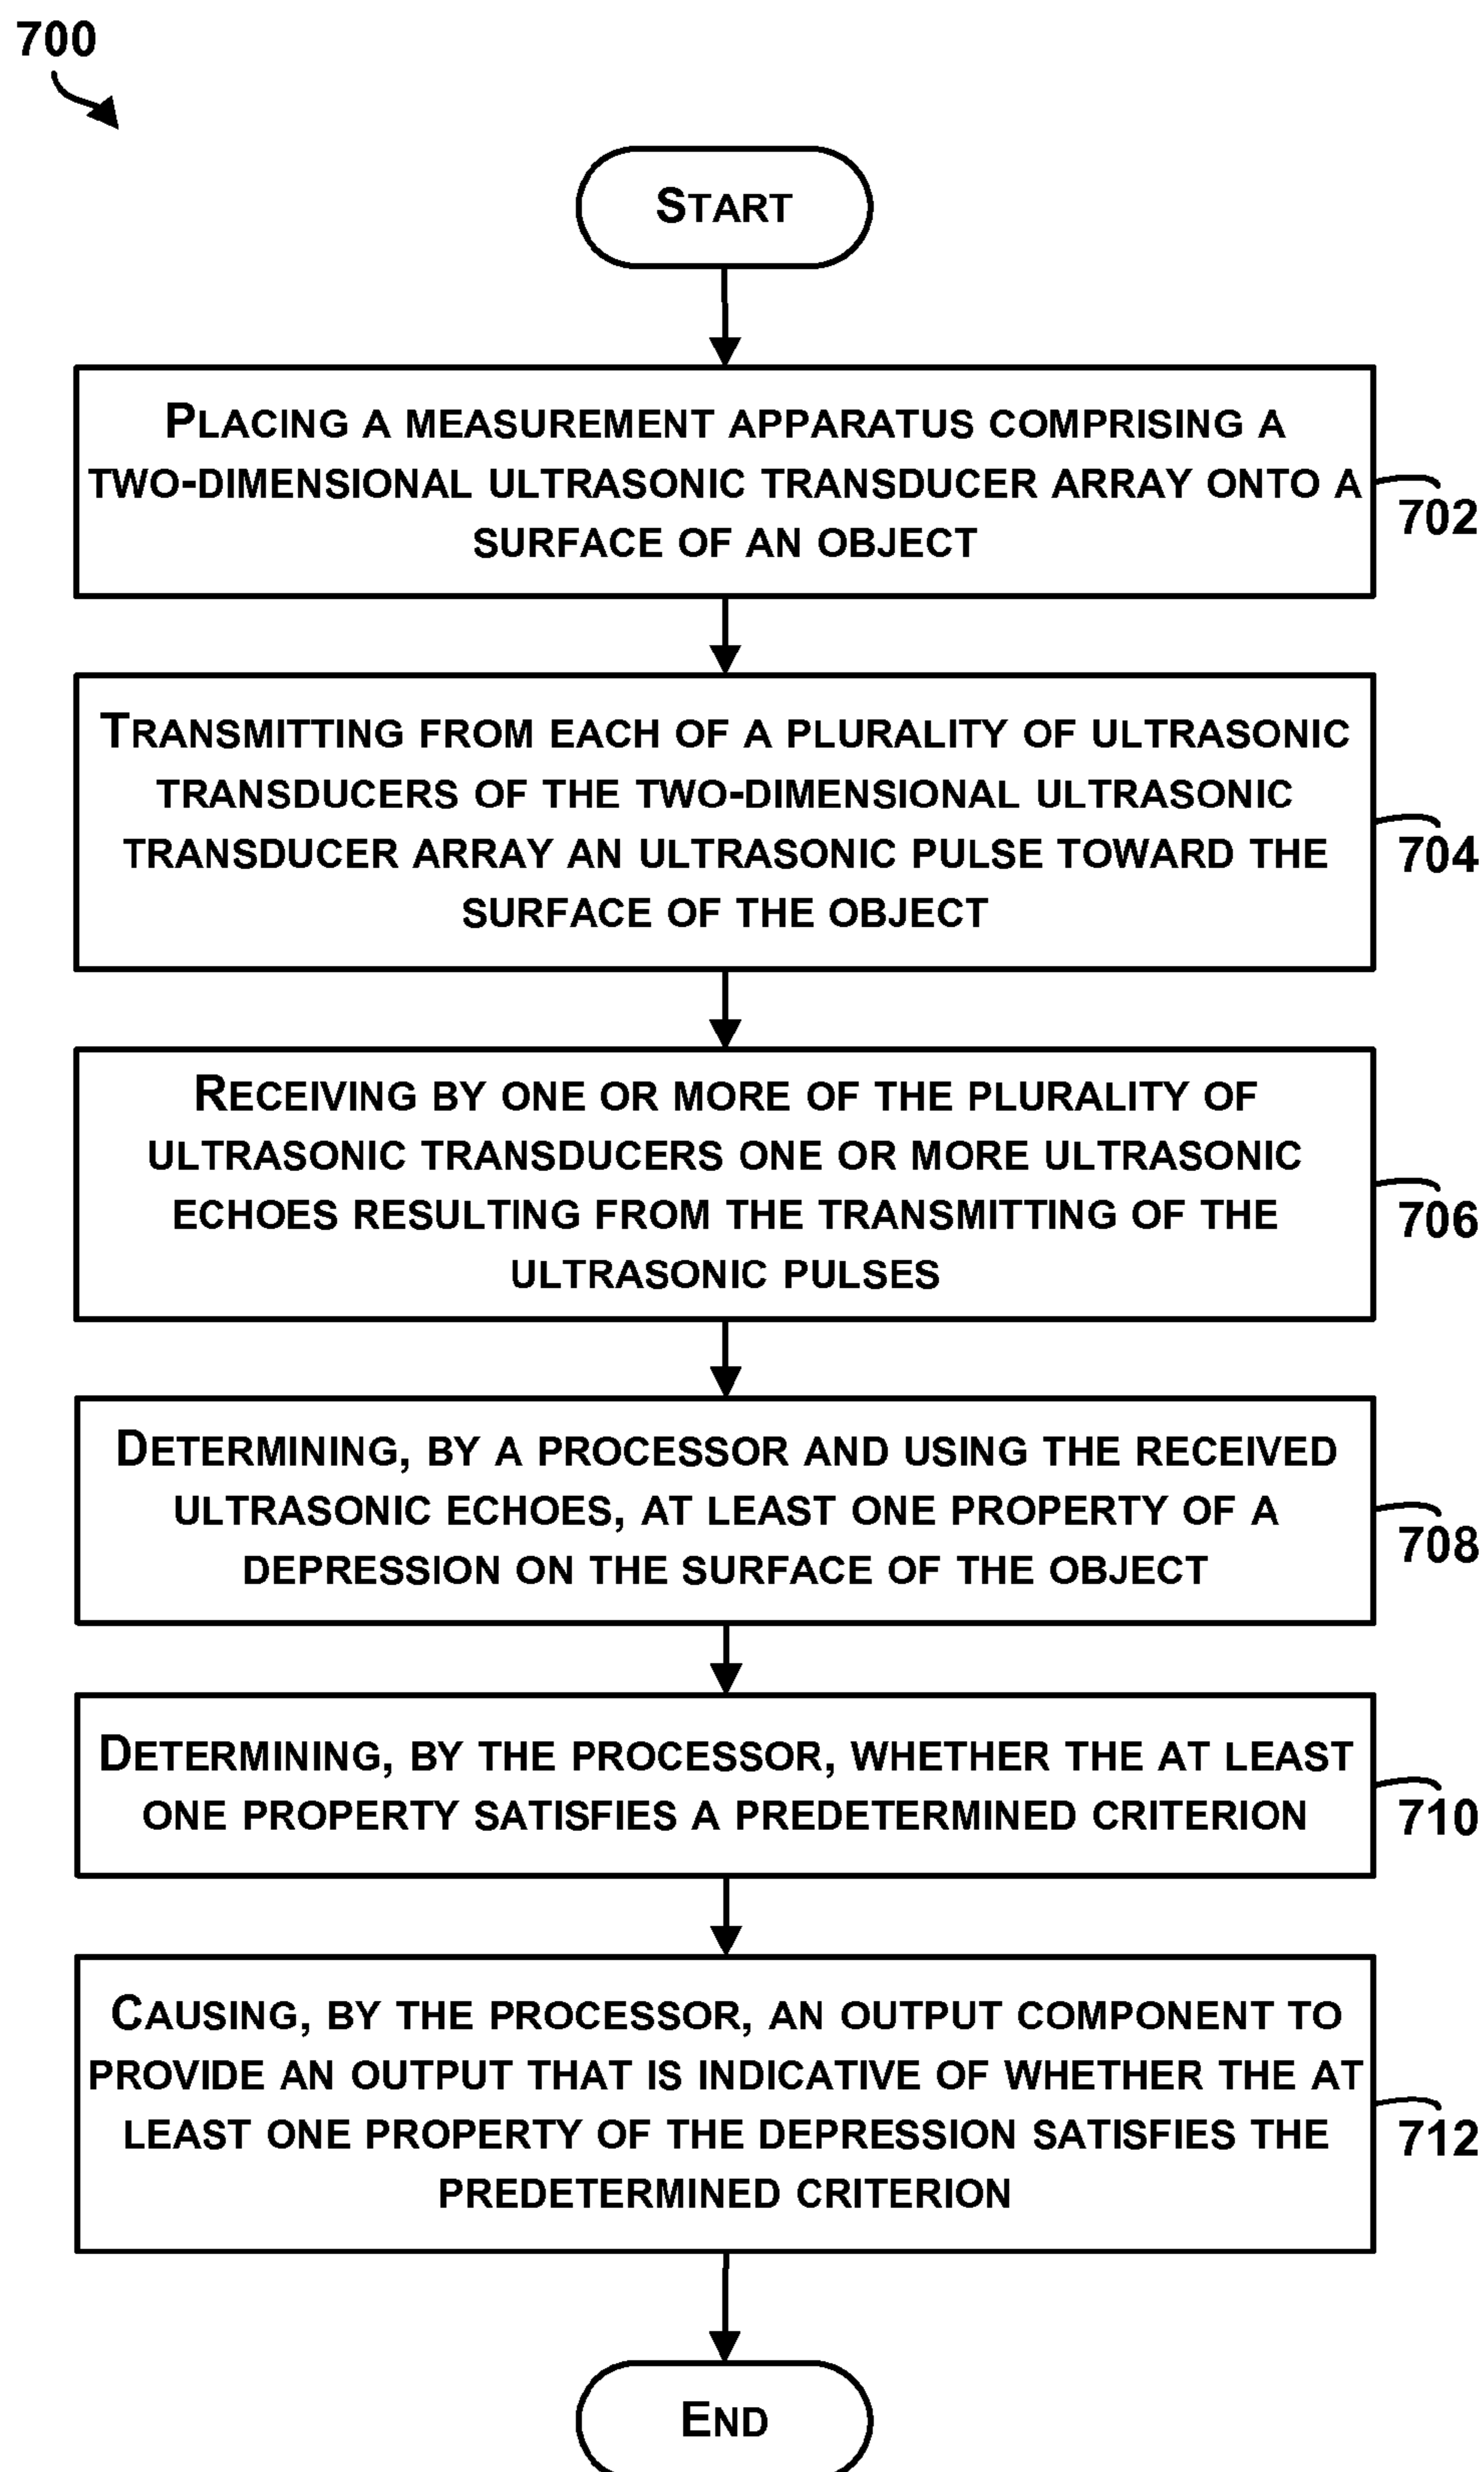 700
START
PLACING A MEASUREMENT APPARATUS COMPRISING A
TWO-DIMENSIONAL ULTRASONIC TRANSDUCER ARRAY ONTO A
SURFACE OF AN OBJECT
702
TRANSMITTING FROM EACH OF A PLURALITY OF ULTRASONIC
TRANSDUCERS OF THE TWO-DIMENSIONAL ULTRASONIC
TRANSDUCER ARRAY AN ULTRASONIC PULSE TOWARD THE
SURFACE OF THE OBJECT
704
RECEIVING BY ONE OR MORE OF THE PLURALITY OF
ULTRASONIC TRANSDUCERS ONE OR MORE ULTRASONIC
ECHOES RESULTING FROM THE TRANSMITTING OF THE
ULTRASONIC PULSES
706
DETERMINING, BY A PROCESSOR AND USING THE RECEIVED
ULTRASONIC ECHOES, AT LEAST ONE PROPERTY OF A
DEPRESSION ON THE SURFACE OF THE OBJECT
708
DETERMINING, BY THE PROCESSOR, WHETHER THE AT LEAST
ONE PROPERTY SATISFIES A PREDETERMINED CRITERION
710
CAUSING, BY THE PROCESSOR, AN OUTPUT COMPONENT TO
PROVIDE AN OUTPUT THAT IS INDICATIVE OF WHETHER THE AT
LEAST ONE PROPERTY OF THE DEPRESSION SATISFIES THE
PREDETERMINED CRITERION
712
END